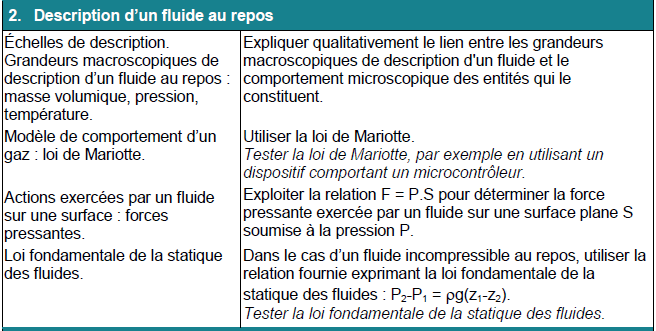 2. Description d’un fluide au repos
Échelles de description.
Grandeurs macroscopiques de
description d’un fluide au repos :
masse volumique, pression,
température.
Expliquer qualitativement le lien entre les grandeurs
macroscopiques de description d'un fluide et le
comportement microscopique des entités qui le
constituent.
Modèle de comportement d’un
gaz : loi de Mariotte.
Utiliser la loi de Mariotte.
Tester la loi de Mariotte, par exemple en utilisant un
dispositif comportant un microcontrôleur.
Actions exercées par un fluide
sur une surface : forces
pressantes.
Exploiter la relation F = P.S pour déterminer la force
pressante exercée par un fluide sur une surface plane S
soumise à la pression P.
Loi fondamentale de la statique
des fluides.
Dans le cas d’un fluide incompressible au repos, utiliser la
relation fournie exprimant la loi fondamentale de la
statique des fluides : P₂-P₁ = ρg(z₁-z₂).
Tester la loi fondamentale de la statique des fluides.